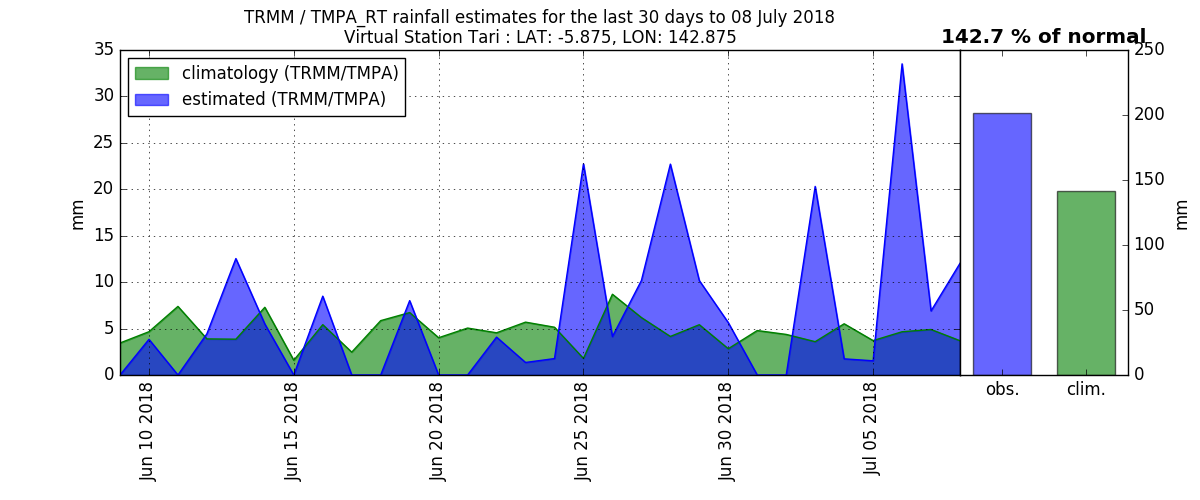 TRMM / TMPA_RT rainfall estimates for the last 30 days to 08 July 2018
Virtual Station Tari : LAT: -5.875, LON: 142.875
142.7 % of normal
climatology (TRMM/TMPA)
estimated (TRMM/TMPA)
mm
35
30
25
20
15
10
5
0
Jun 10 2018
Jun 15 2018
Jun 20 2018
Jun 25 2018
Jun 30 2018
Jul 05 2018
obs.
clim.
250
200
150
100
50
0
mm